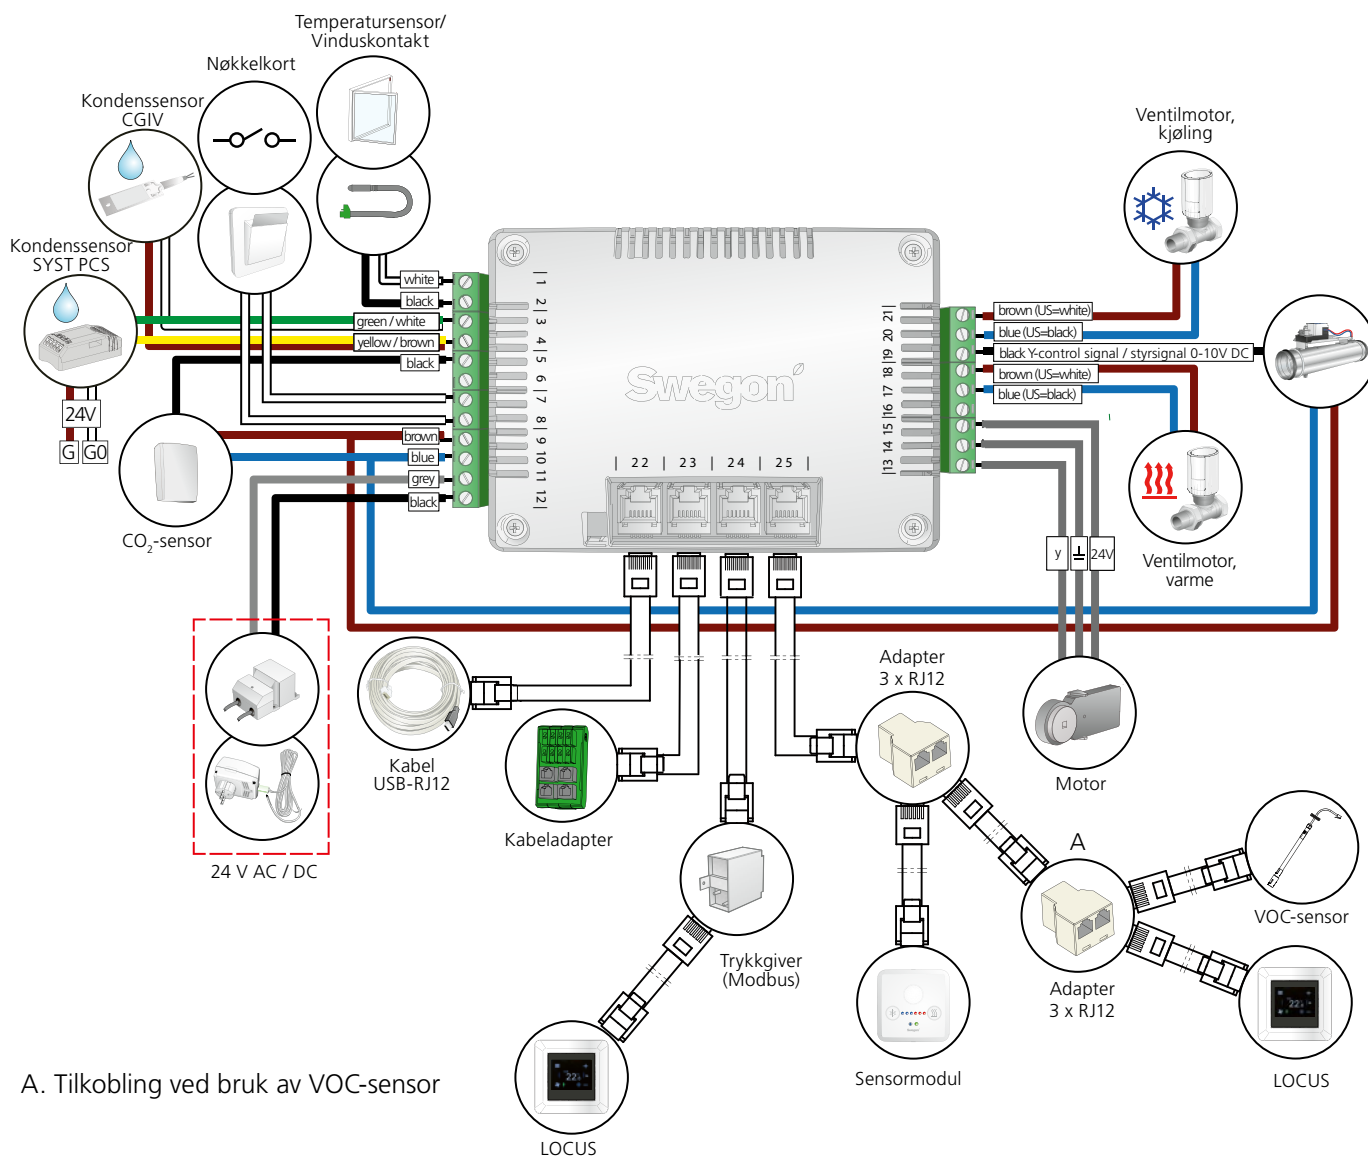 Temperatursensor/
Vinduskontakt
Nøkkelkort
Kondenssensor
CGIV
Kondenssensor
SYST PCS
24V
G
G0
CO2-sensor
white
black
green / white
yellow / brown
black
brown
blue
grey
black
|1
2|
|3
4|
|5
6|
|7
8|
|9
10|
|11
12|
Swegon
| 22 | 23 | 24 | 25 |
21|
20
|19
18|
17
|16
15|
14
|13
brown (US=white)
blue (US=black)
black Y-control signal / styrsignal 0-10V DC
brown (US=white)
blue (US=black)
Ventilmotor,
kjøling
Ventilmotor,
varme
y
24V
Motor
24 V AC / DC
Kabel
USB-RJ12
Kabeladapter
Trykkgiver
(Modbus)
Adapter
3 x RJ12
A
Adapter
3 x RJ12
VOC-sensor
LOCUS
Sensormodul
LOCUS
A. Tilkobling ved bruk av VOC-sensor